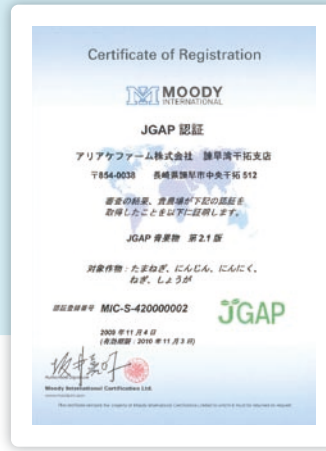 Certificate of Registration
MOODY
INTERNATIONAL
JGAP 認証
アリアケファーム株式会社 諫早湾干拓支店
〒854-0038 長崎県諫早市中央干拓 512
審査の結果、貴農場が下記の認証を
取得したことを以下に証明します。
JGAP 青果物 第2.1版
対象作物：たまねぎ、にんじん、にんにく、
ねぎ、しょうが
認証登録番号 MIC-S-420000002
JGAP
2008 年 11 月 4 日
(有効期限：2010 年 11 月 3 日)
Moody International Certification Ltd.